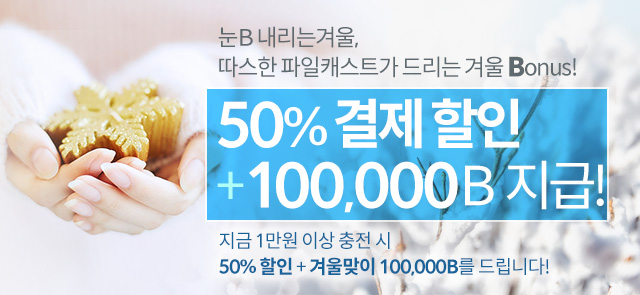 눈B 내리는겨울,
따스한 파일캐스트가 드리는 겨울 Bonus!
50% 결제 할인
+100,000B 지급!
지금 1만원 이상 충전 시
50% 할인 + 겨울맞이 100,000B를 드립니다!